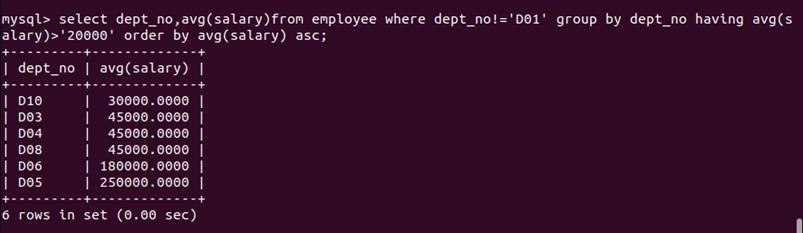 mysql> select dept_no,avg(salary)from employee where dept_no!='D01' group by dept_no having avg(s
alary)>'20000' order by avg(salary) asc;
+---------+-------------+
| dept_no | avg(salary) |
+---------+-------------+
| D10     |  30000.0000 |
| D03     |  45000.0000 |
| D04     |  45000.0000 |
| D08     |  45000.0000 |
| D06     | 180000.0000 |
| D05     | 250000.0000 |
+---------+-------------+
6 rows in set (0.00 sec)